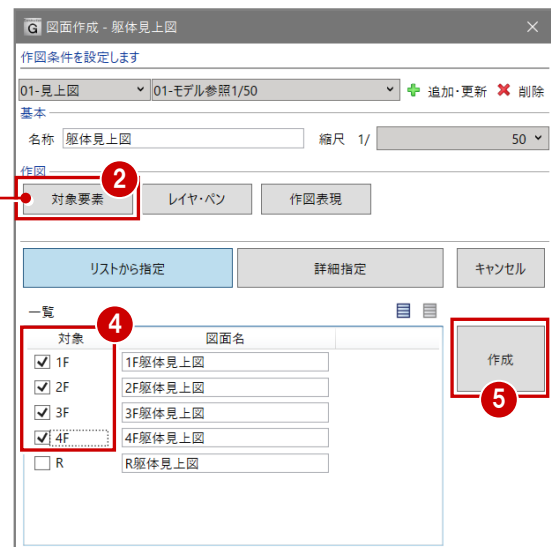 G 図面作成 - 躯体見上図
作図条件を設定します
01-見上図 01-モデル参照1/50 追加・更新 削除
基本
名称 躯体見上図 縮尺 1/ 50
作図
2
対象要素 レイヤ・ペン 作図表現
リストから指定 詳細指定 キャンセル
一覧
4
対象 図面名
1F 1F躯体見上図
2F 2F躯体見上図
3F 3F躯体見上図
4F 4F躯体見上図
R R躯体見上図
作成
5